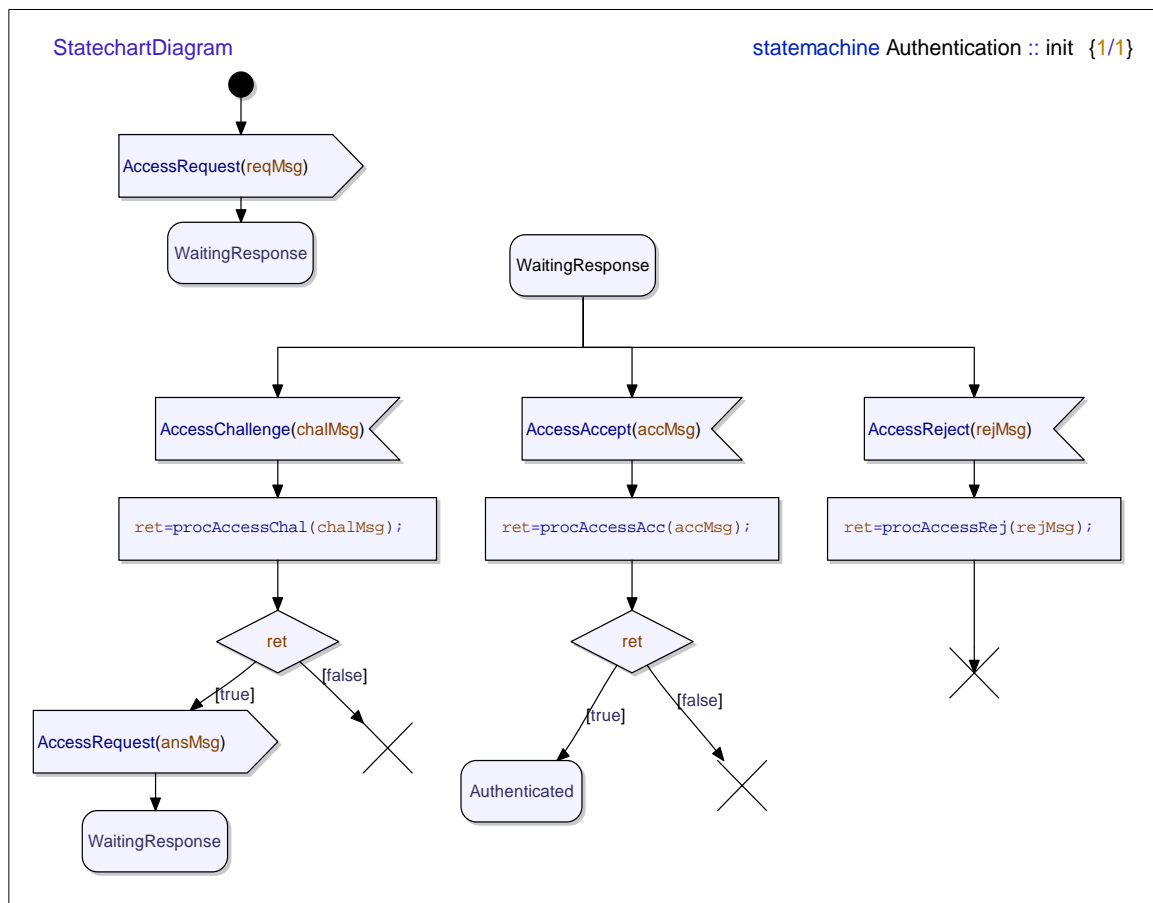 StatechartDiagram
statemachine Authentication :: init {1/1}
AccessRequest(reqMsg)
WaitingResponse
WaitingResponse
AccessChallenge(chalMsg)
AccessAccept(accMsg)
AccessReject(rejMsg)
ret=procAccessChal(chalMsg);
ret=procAccessAcc(accMsg);
ret=procAccessRej(rejMsg);
ret
ret
[false]
[true]
[false]
[true]
AccessRequest(ansMsg)
Authenticated
WaitingResponse